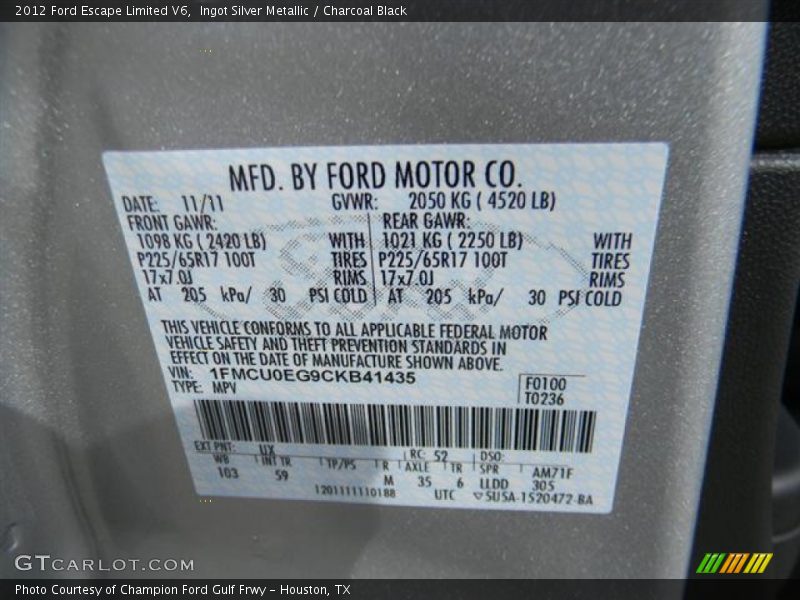 2012 Ford Escape Limited V6,  Ingot Silver Metallic / Charcoal Black
MFD. BY FORD MOTOR CO.
DATE: 11/11 GVWR: 2050 KG ( 4520 LB)
FRONT GAWR: REAR GAWR:
1098 KG ( 2420 LB) WITH 1021 KG ( 2250 LB) WITH
P225/65R17 100T TIRES P225/65R17 100T TIRES
17x7.0J RIMS 17x7.0J RIMS
AT 205 kPa/ 30 PSI COLD AT 205 kPa/ 30 PSI COLD
THIS VEHICLE CONFORMS TO ALL APPLICABLE FEDERAL MOTOR
VEHICLE SAFETY AND THEFT PREVENTION STANDARDS IN
EFFECT ON THE DATE OF MANUFACTURE SHOWN ABOVE.
VIN: 1FMCU0EG9CKB41435
TYPE: MPV
F0100
T0236
EXT PNT: UX RC: 52 DSO:
WB INT TR TP/PS R AXLE TR SPR AM71F
103 59 M 35 6 LLDD 305
1201111110188 UTC ▽SU5A-1520472-BA
GTCARLOT.COM
Photo Courtesy of Champion Ford Gulf Frwy – Houston, TX